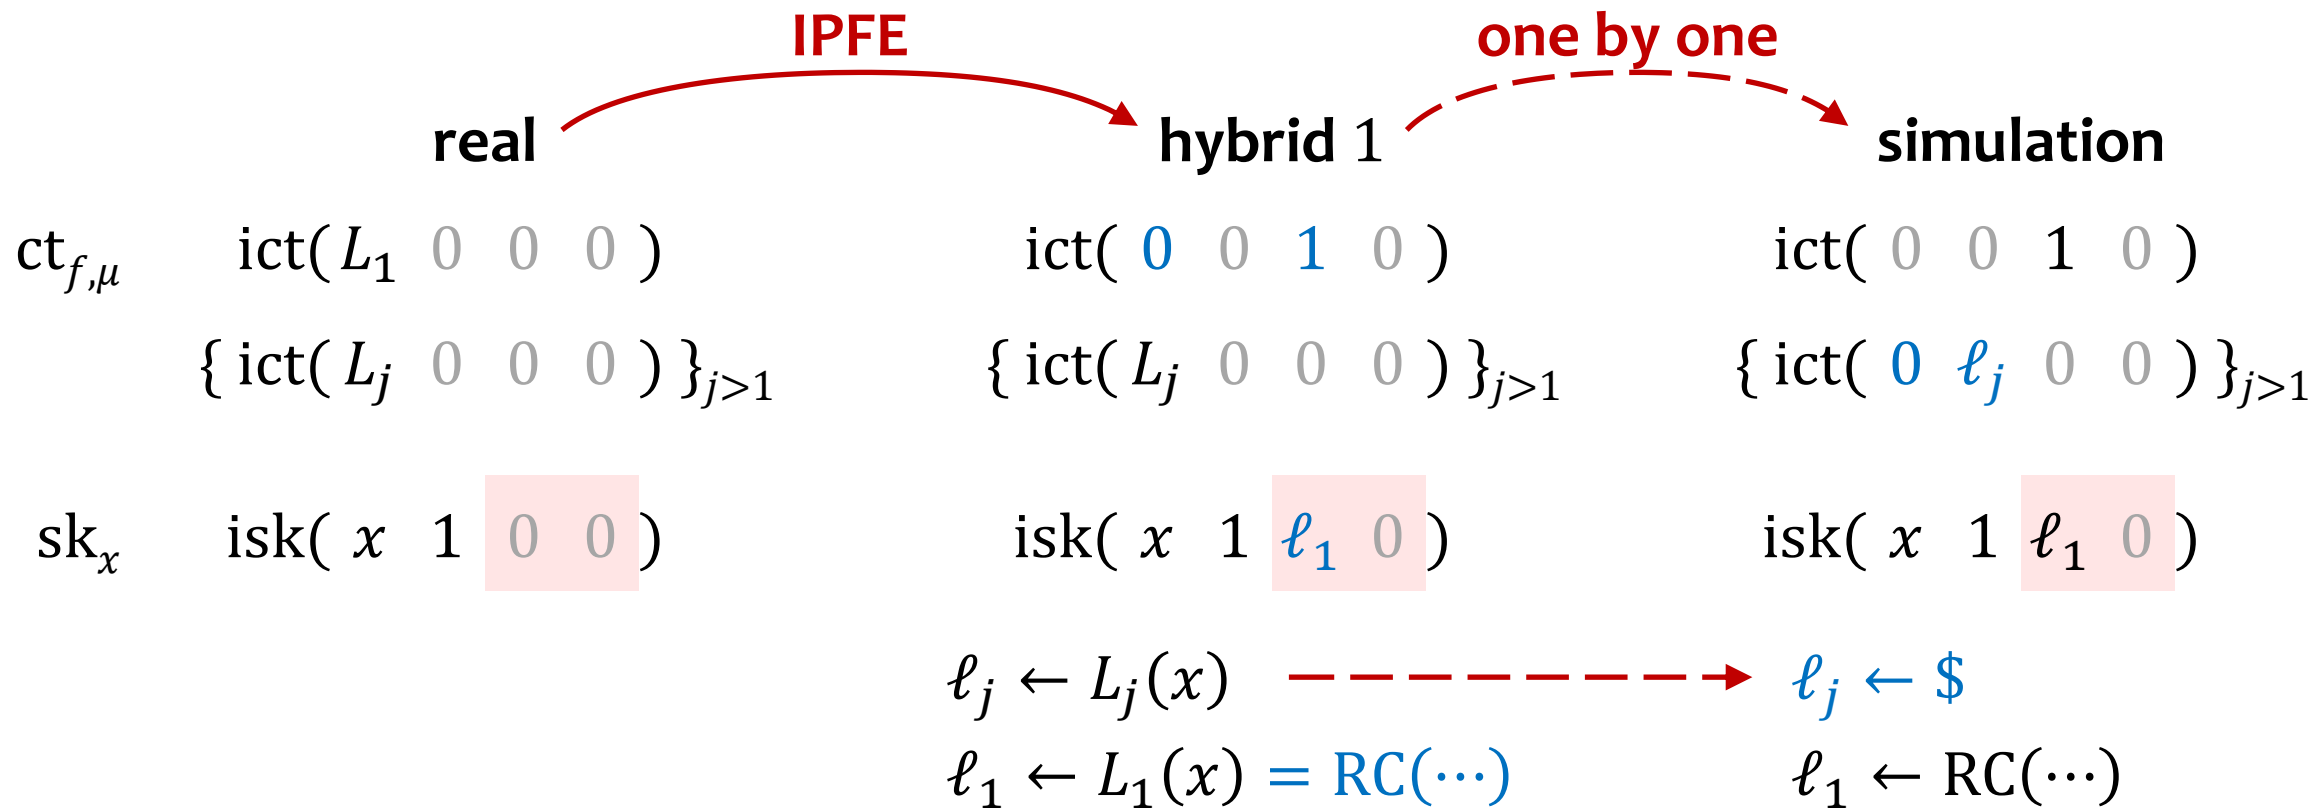 IPFE one by one
real hybrid 1 simulation
ct_{f,μ} ict( L_1 0 0 0 ) ict( 0 0 1 0 ) ict( 0 0 1 0 )
{ ict( L_j 0 0 0 ) }_{j>1} { ict( L_j 0 0 0 ) }_{j>1} { ict( 0 ℓ_j 0 0 ) }_{j>1}
sk_x isk( x 1 0 0 ) isk( x 1 ℓ_1 0 ) isk( x 1 ℓ_1 0 )
ℓ_j ← L_j(x) ℓ_j ← $
ℓ_1 ← L_1(x) = RC(⋯) ℓ_1 ← RC(⋯)